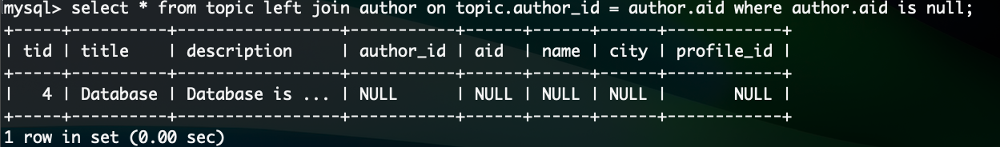 mysql> select * from topic left join author on topic.author_id = author.aid where author.aid is null;
+-----+----------+-----------------+-----------+------+------+------+------------+
| tid | title    | description     | author_id | aid  | name | city | profile_id |
+-----+----------+-----------------+-----------+------+------+------+------------+
|   4 | Database | Database is ... | NULL      | NULL | NULL | NULL |       NULL |
+-----+----------+-----------------+-----------+------+------+------+------------+
1 row in set (0.00 sec)